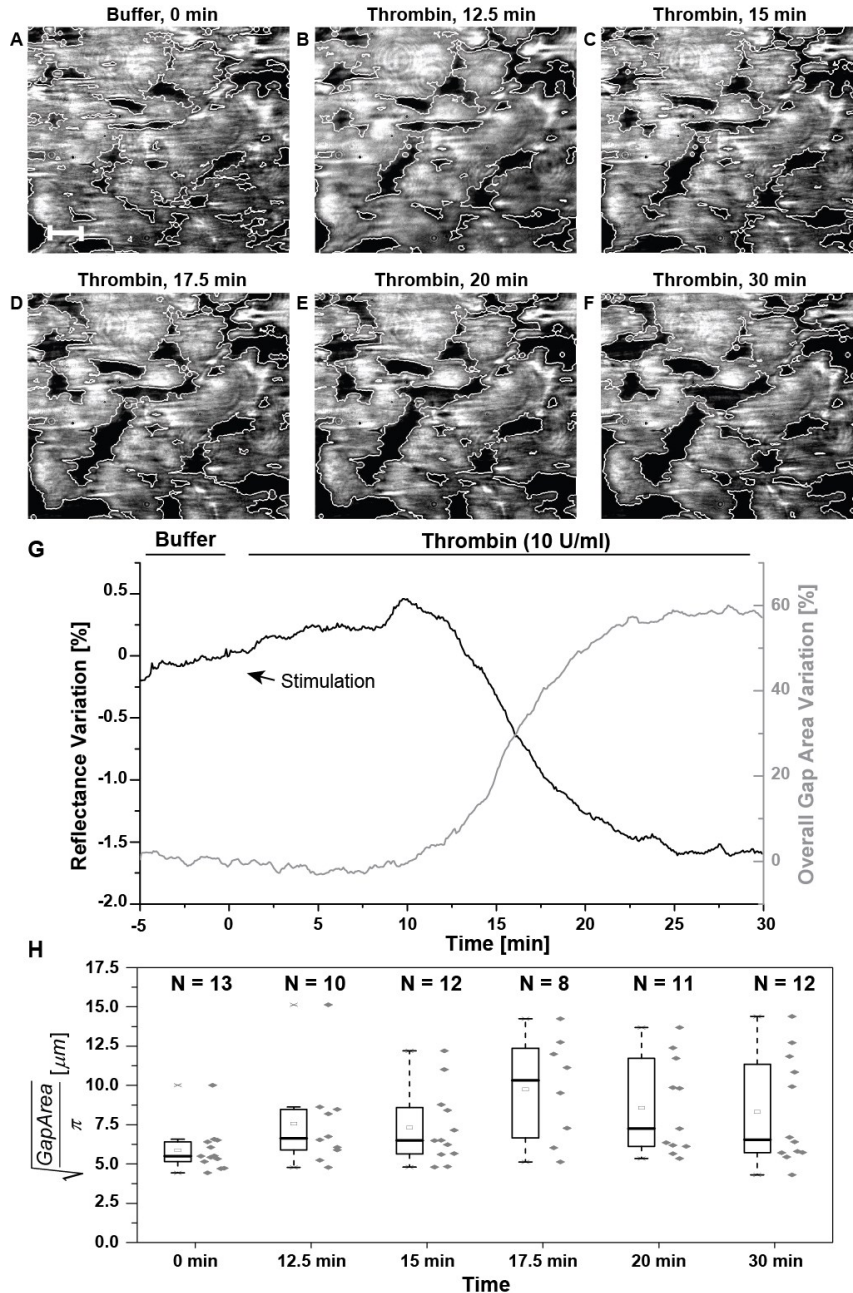 Buffer, 0 min
Thrombin, 12.5 min
Thrombin, 15 min
A
B
C
Thrombin, 17.5 min
Thrombin, 20 min
Thrombin, 30 min
D
E
F
G
Buffer
Thrombin (10 U/ml)
Reflectance Variation [%]
0.5
0
-0.5
-1.0
-1.5
-2.0
Stimulation
60
40
20
0
Overall Gap Area Variation [%]
-5
0
5
10
15
20
25
30
Time [min]
H
√GapArea/π [μm]
17.5
15.0
12.5
10.0
7.5
5.0
2.5
0.0
N = 13
N = 10
N = 12
N = 8
N = 11
N = 12
0 min
12.5 min
15 min
17.5 min
20 min
30 min
Time